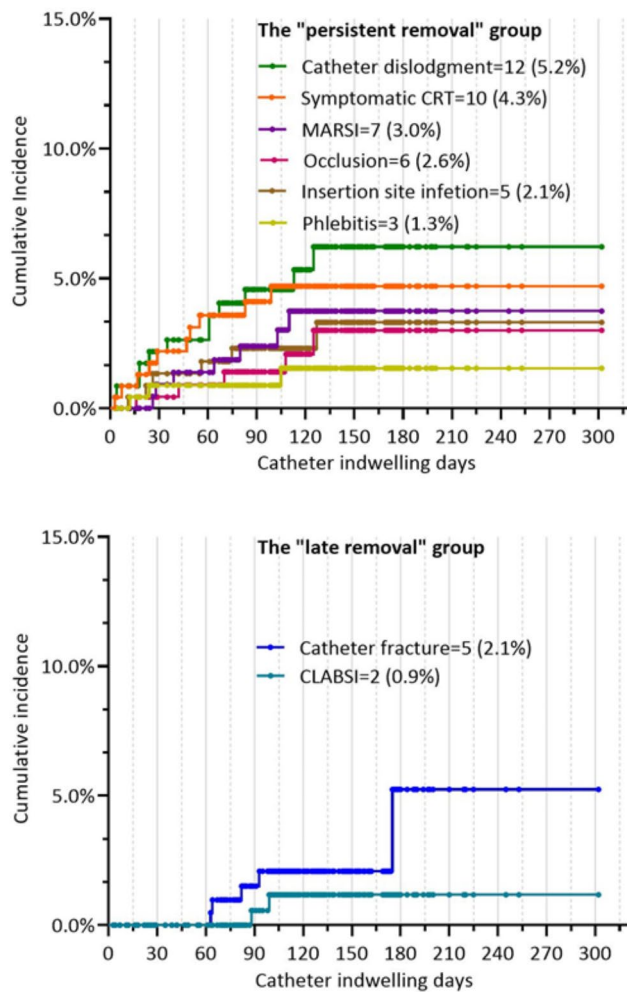 The "persistent removal" group
Catheter dislodgment=12 (5.2%)
Symptomatic CRT=10 (4.3%)
MARSI=7 (3.0%)
Occlusion=6 (2.6%)
Insertion site infetion=5 (2.1%)
Phlebitis=3 (1.3%)
15.0%
10.0%
5.0%
0.0%
Cumulative Incidence
0 30 60 90 120 150 180 210 240 270 300
Catheter indwelling days
The "late removal" group
Catheter fracture=5 (2.1%)
CLABSI=2 (0.9%)
15.0%
10.0%
5.0%
0.0%
Cumulative incidence
0 30 60 90 120 150 180 210 240 270 300
Catheter indwelling days